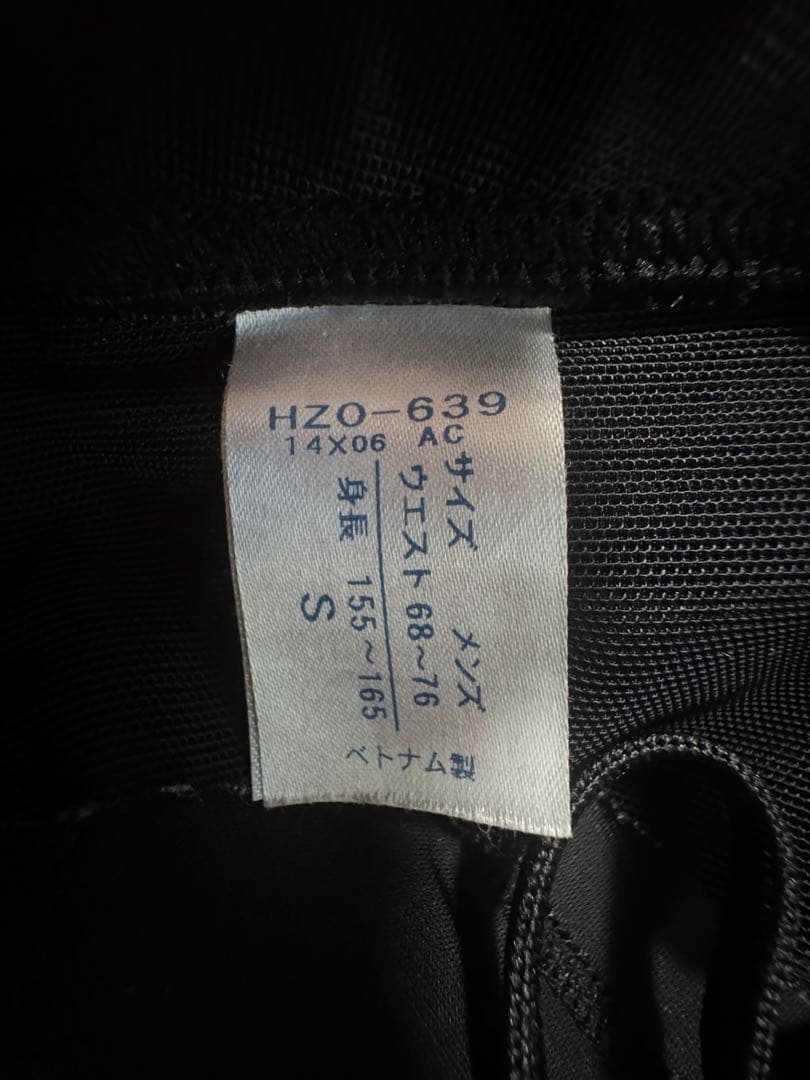 HZO-639
14X06 AC
サイズ メンズ
ウエスト 68~76
身長 155~165
S
ベトナム製